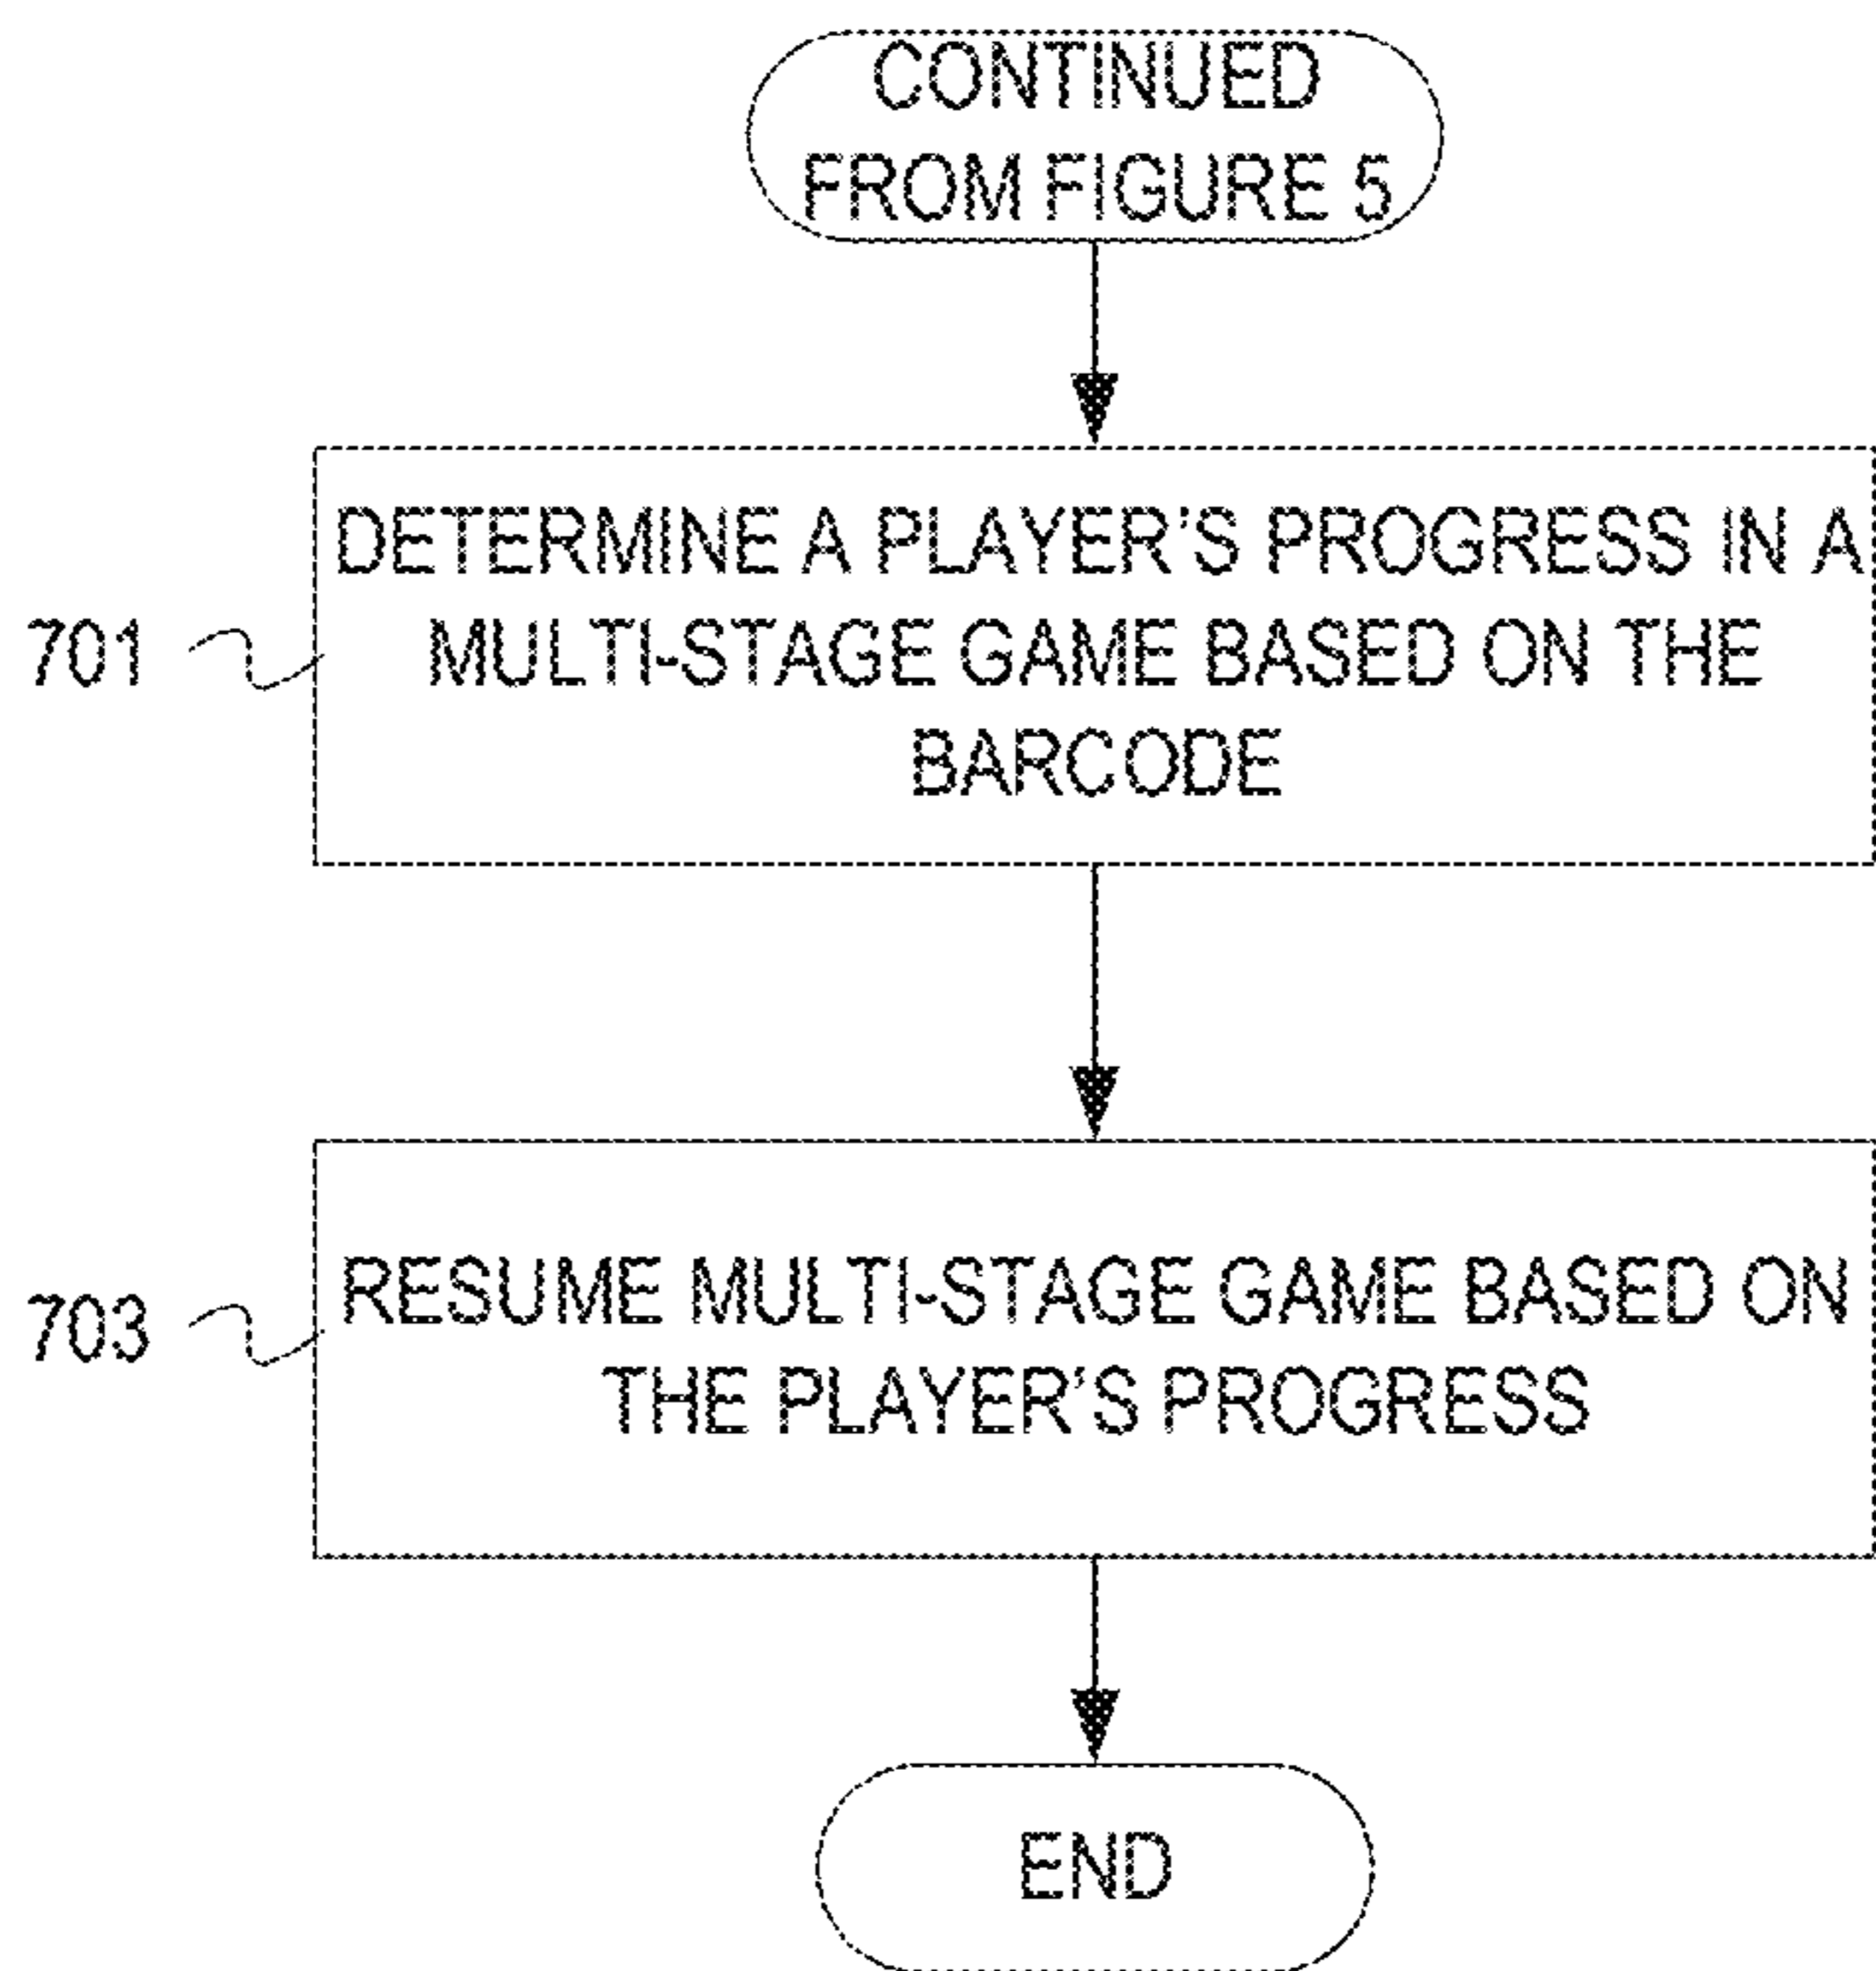 CONTINUED
FROM FIGURE 5
DETERMINE A PLAYER'S PROGRESS IN A
701
MULTI-STAGE GAME BASED ON THE
BARCODE
RESUME MULTI-STAGE GAME BASED ON
703
THE PLAYER'S PROGRESS
END